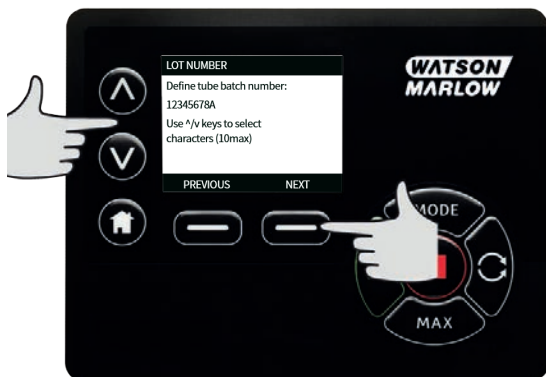 LOT NUMBER
Define tube batch number:
12345678A
Use ^/v keys to select
characters (10max)
PREVIOUS NEXT
WATSON
MARLOW
MODE
MAX